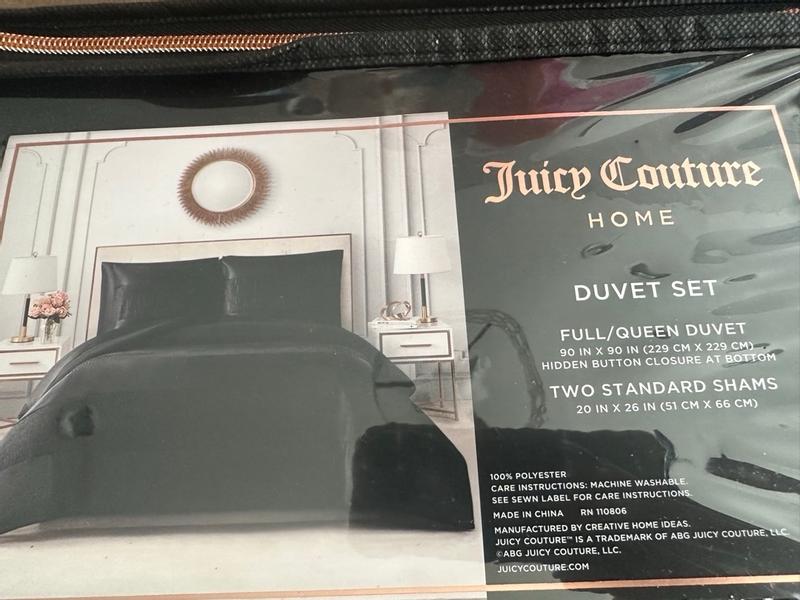 Juicy Couture
HOME
DUVET SET
FULL/QUEEN DUVET
90 IN X 90 IN (229 CM X 229 CM)
HIDDEN BUTTON CLOSURE AT BOTTOM
TWO STANDARD SHAMS
20 IN X 26 IN (51 CM X 66 CM)
100% POLYESTER
CARE INSTRUCTIONS: MACHINE WASHABLE.
SEE SEWN LABEL FOR CARE INSTRUCTIONS.
MADE IN CHINA RN 110806
MANUFACTURED BY CREATIVE HOME IDEAS.
JUICY COUTURE™ IS A TRADEMARK OF ABG JUICY COUTURE, LLC.
©ABG JUICY COUTURE, LLC.
JUICYCOUTURE.COM